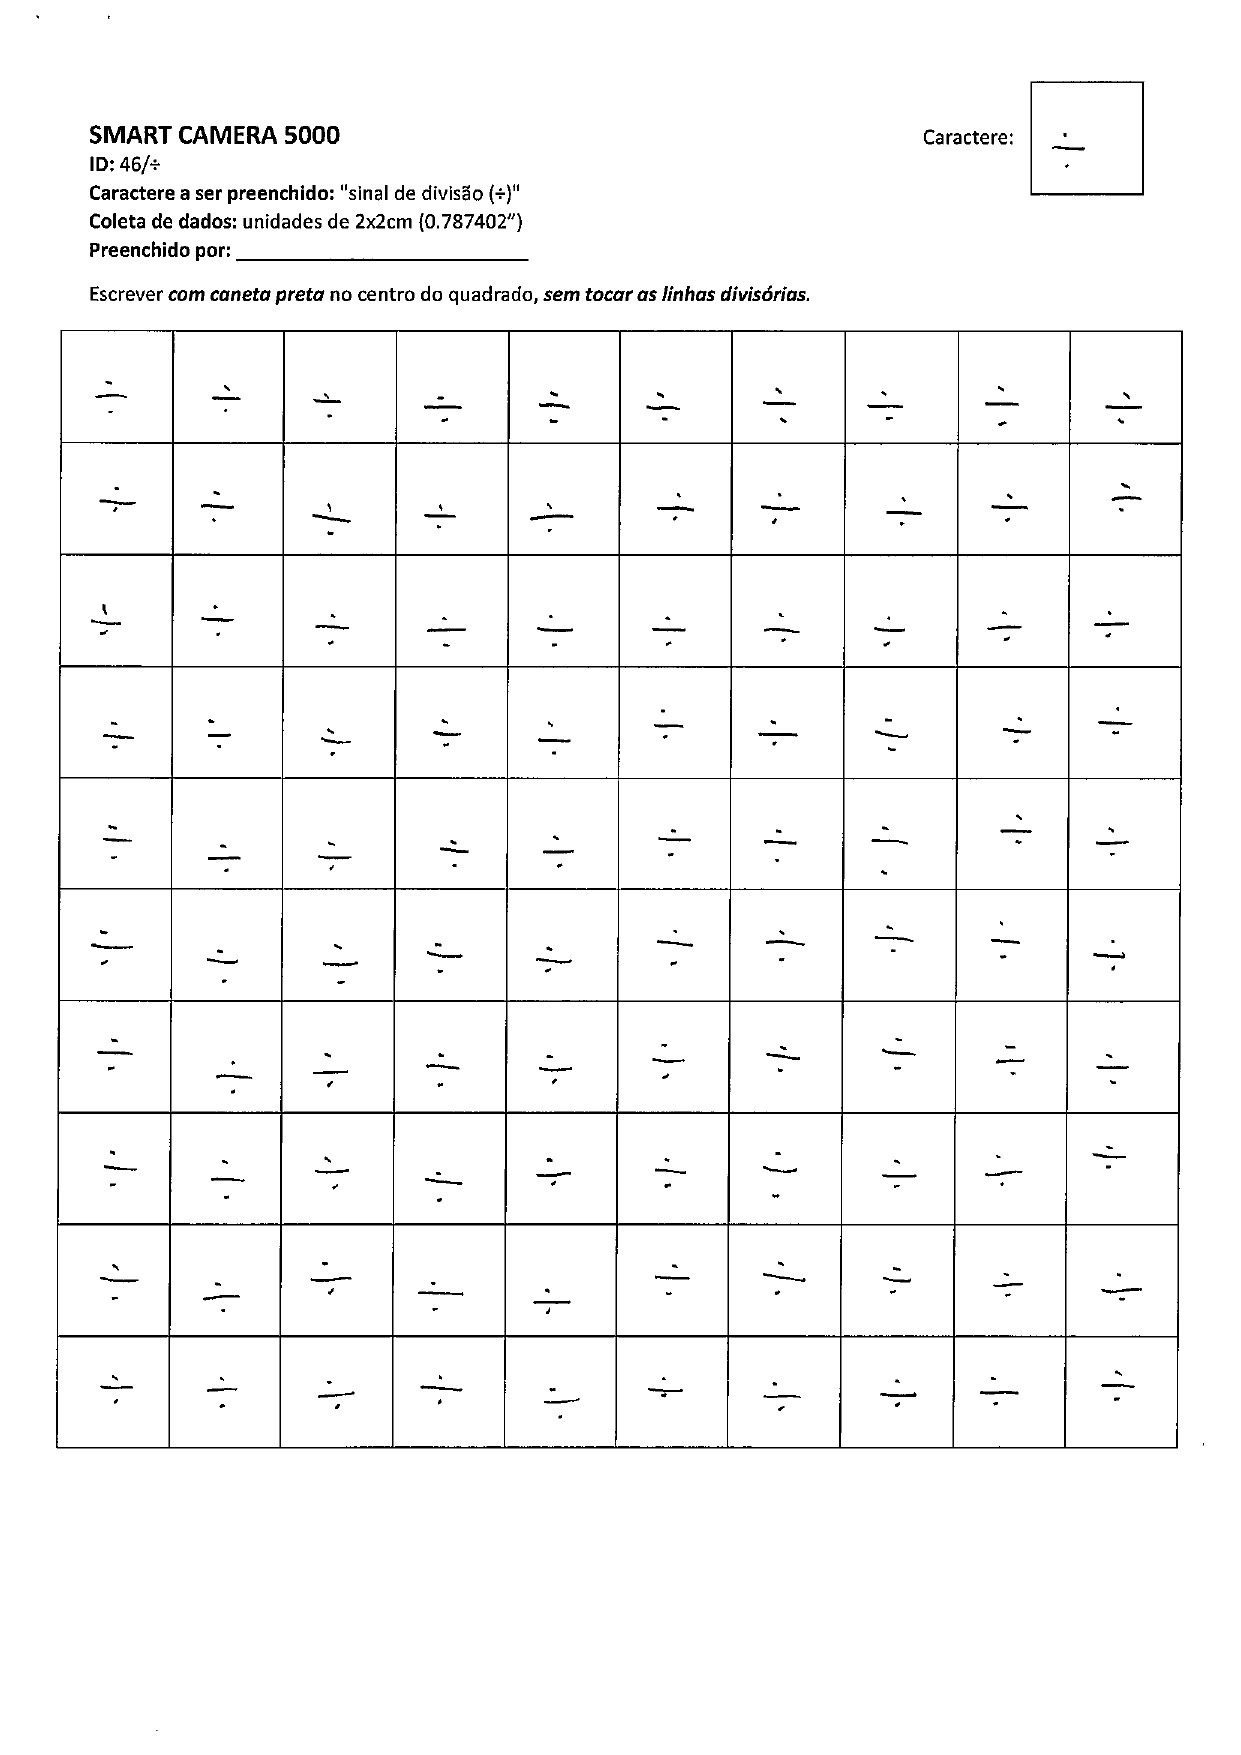 SMART CAMERA 5000
Caractere: ÷
ID: 46/÷
Caractere a ser preenchido: "sinal de divisão (÷)"
Coleta de dados: unidades de 2x2cm (0.787402”)
Preenchido por: __________________________
Escrever com caneta preta no centro do quadrado, sem tocar as linhas divisórias.
÷ ÷ ÷ ÷ ÷ ÷ ÷ ÷ ÷ ÷
÷ ÷ ÷ ÷ ÷ ÷ ÷ ÷ ÷ ÷
÷ ÷ ÷ ÷ ÷ ÷ ÷ ÷ ÷ ÷
÷ ÷ ÷ ÷ ÷ ÷ ÷ ÷ ÷ ÷
÷ ÷ ÷ ÷ ÷ ÷ ÷ ÷ ÷ ÷
÷ ÷ ÷ ÷ ÷ ÷ ÷ ÷ ÷ ÷
÷ ÷ ÷ ÷ ÷ ÷ ÷ ÷ ÷ ÷
÷ ÷ ÷ ÷ ÷ ÷ ÷ ÷ ÷ ÷
÷ ÷ ÷ ÷ ÷ ÷ ÷ ÷ ÷ ÷
÷ ÷ ÷ ÷ ÷ ÷ ÷ ÷ ÷ ÷